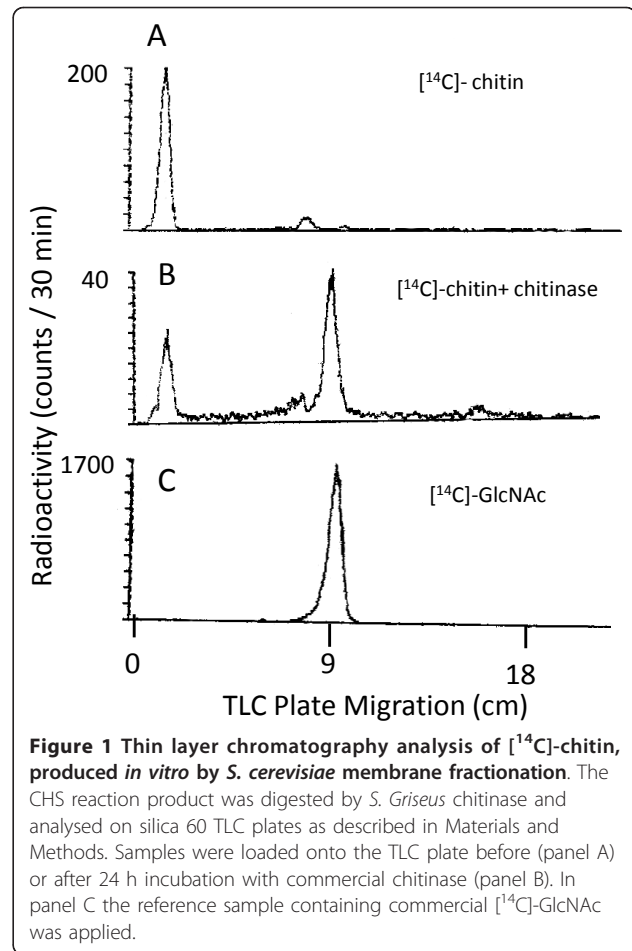 A
200
[¹⁴C]- chitin
B
40
[¹⁴C]-chitin+ chitinase
1700
C
[¹⁴C]-GlcNAc
Radioactivity (counts / 30 min)
0 9 18
TLC Plate Migration (cm)
Figure 1 Thin layer chromatography analysis of [¹⁴C]-chitin,
produced in vitro by S. cerevisiae membrane fractionation. The
CHS reaction product was digested by S. Griseus chitinase and
analysed on silica 60 TLC plates as described in Materials and
Methods. Samples were loaded onto the TLC plate before (panel A)
or after 24 h incubation with commercial chitinase (panel B). In
panel C the reference sample containing commercial [¹⁴C]-GlcNAc
was applied.